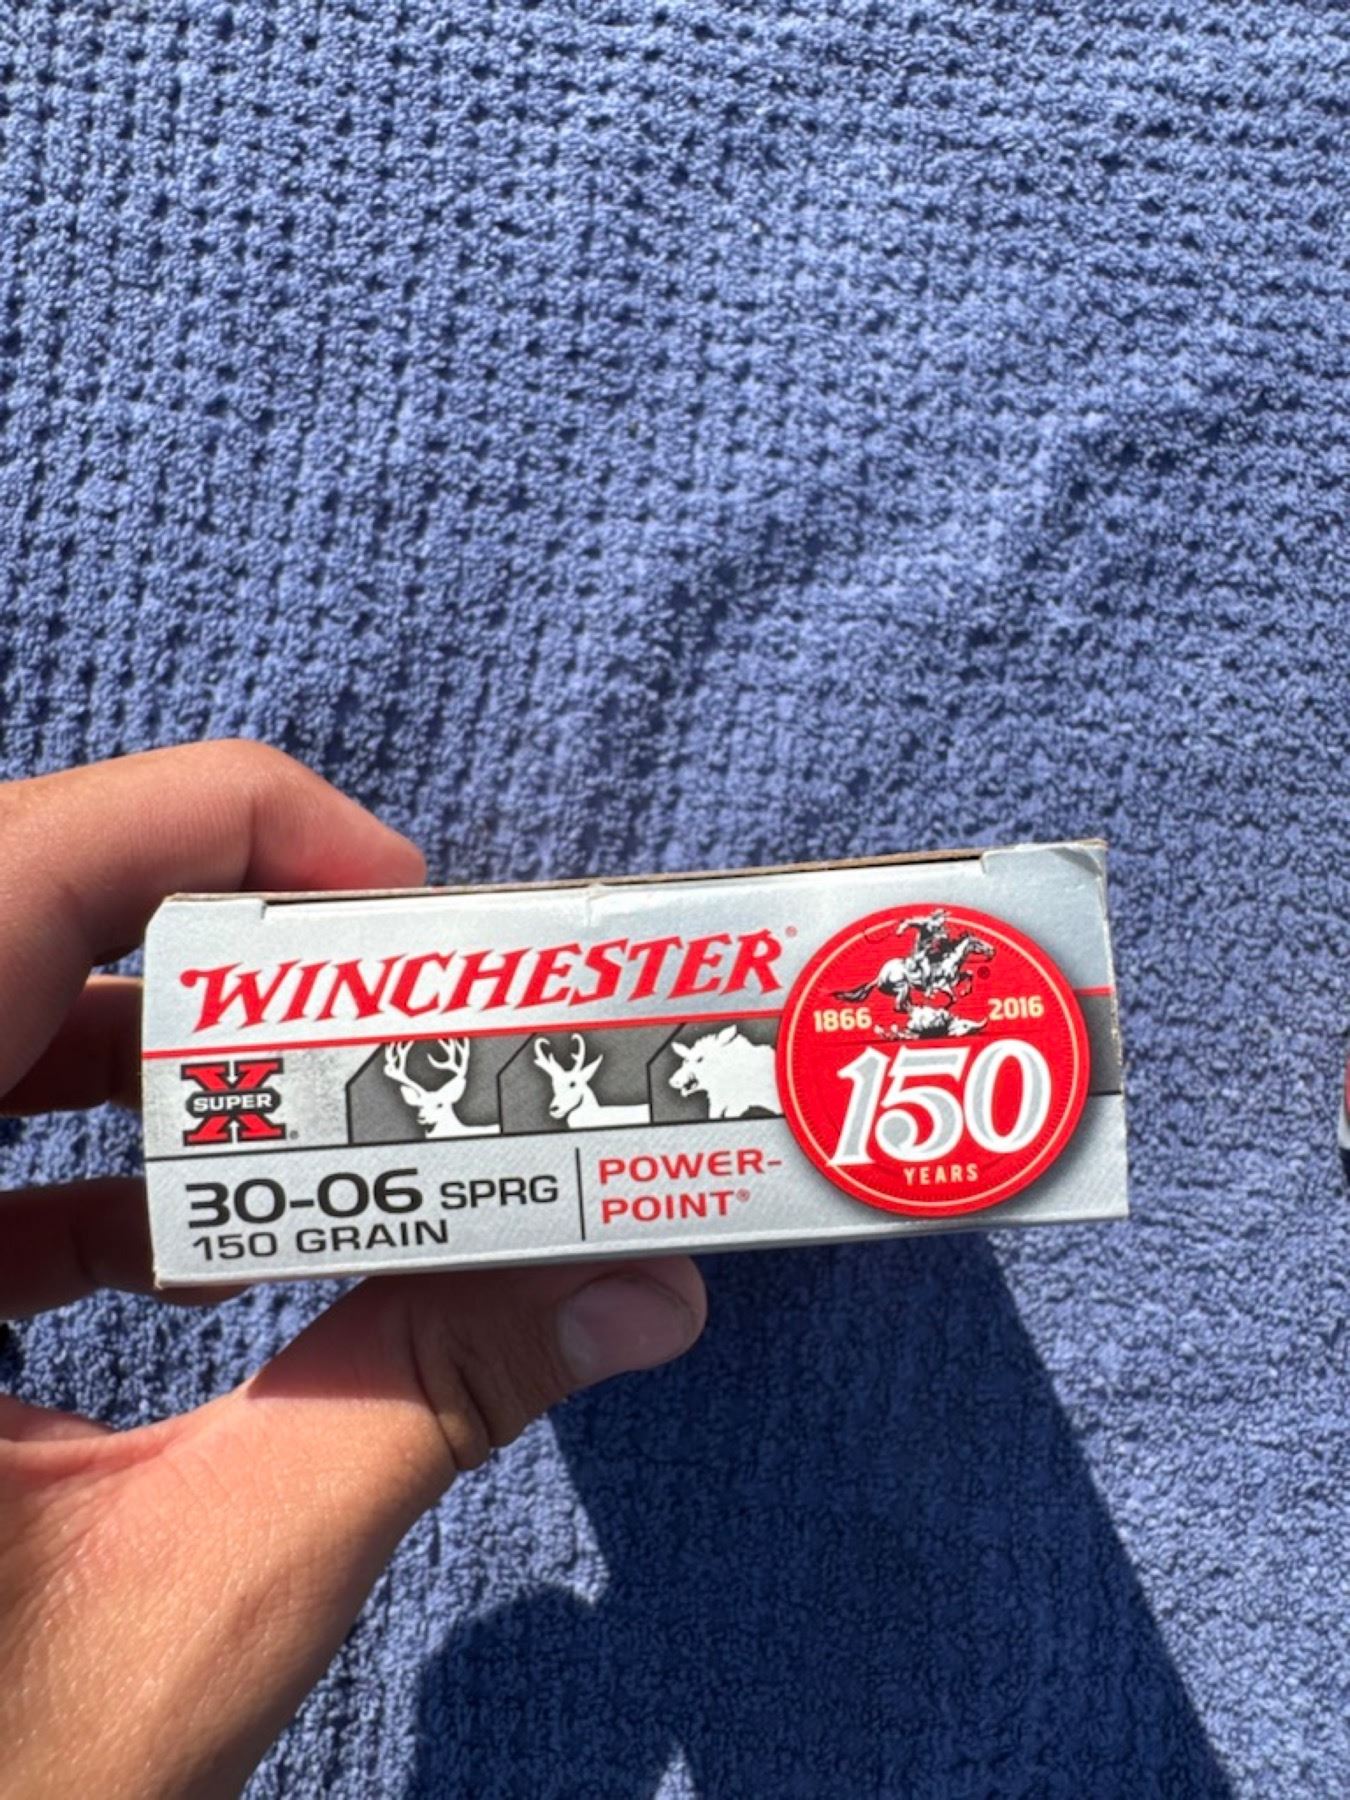 WINCHESTER®
1866 2016
150
YEARS
X
SUPER
®
30-06 SPRG
150 GRAIN
POWER-
POINT®